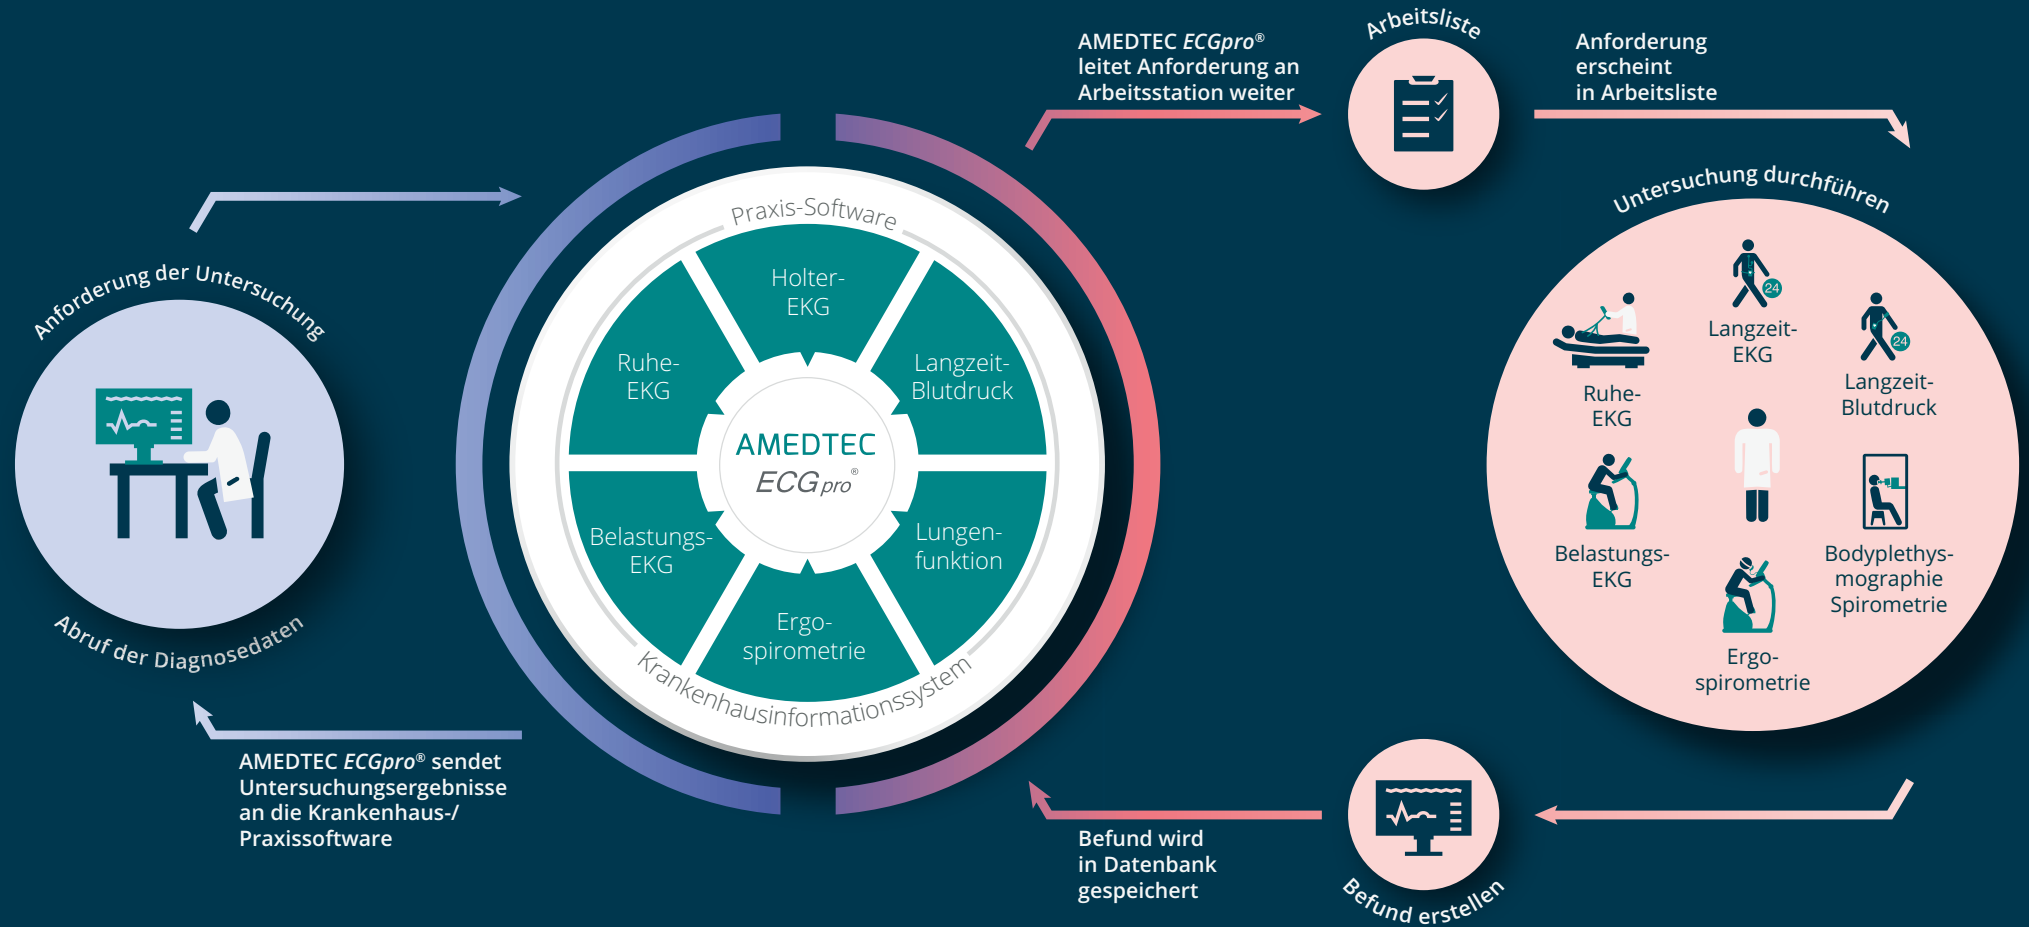 Anforderung der Untersuchung
Abruf der Diagnosedaten
AMEDTEC ECGpro® sendet
Untersuchungsergebnisse
an die Krankenhaus-/
Praxissoftware
Praxis-Software
Holter-
EKG
Ruhe-
EKG
Langzeit-
Blutdruck
AMEDTEC
ECGpro®
Belastungs-
EKG
Lungen-
funktion
Ergo-
spirometrie
Krankenhausinformationssystem
AMEDTEC ECGpro®
leitet Anforderung an
Arbeitsstation weiter
Arbeitsliste
Anforderung
erscheint
in Arbeitsliste
Untersuchung durchführen
24
Langzeit-
EKG
Ruhe-
EKG
24
Langzeit-
Blutdruck
Belastungs-
EKG
Bodyplethys-
mographie
Spirometrie
Ergo-
spirometrie
Befund erstellen
Befund wird
in Datenbank
gespeichert